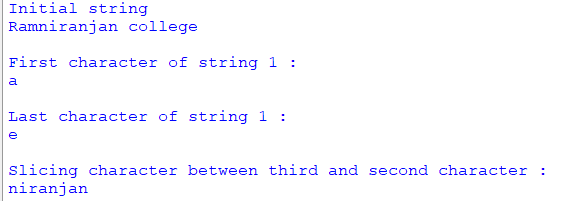 Initial string
Ramniranjan college
First character of string 1 :
a
Last character of string 1 :
e
Slicing character between third and second character :
niranjan